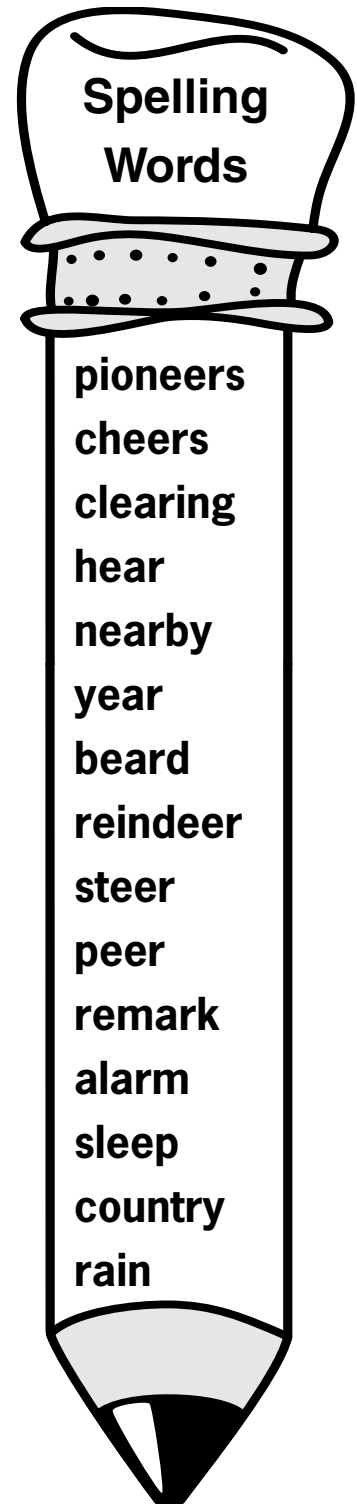 Spelling
Words
pioneers
cheers
clearing
hear
nearby
year
beard
reindeer
steer
peer
remark
alarm
sleep
country
rain